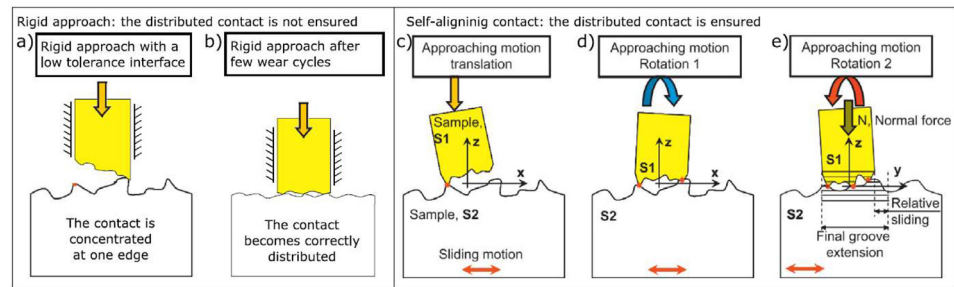 Rigid approach: the distributed contact is not ensured
a)
Rigid approach with a
low tolerance interface
The contact is
concentrated
at one edge
b)
Rigid approach after
few wear cycles
The contact
becomes correctly
distributed
Self-aligninig contact: the distributed contact is ensured
c)
Approaching motion
translation
Sample,
S1
z
x
Sample, S2
Sliding motion
d)
Approaching motion
Rotation 1
S1
z
x
S2
e)
Approaching motion
Rotation 2
N, Normal force
z
S1
y
S2
Relative
sliding
Final groove
extension